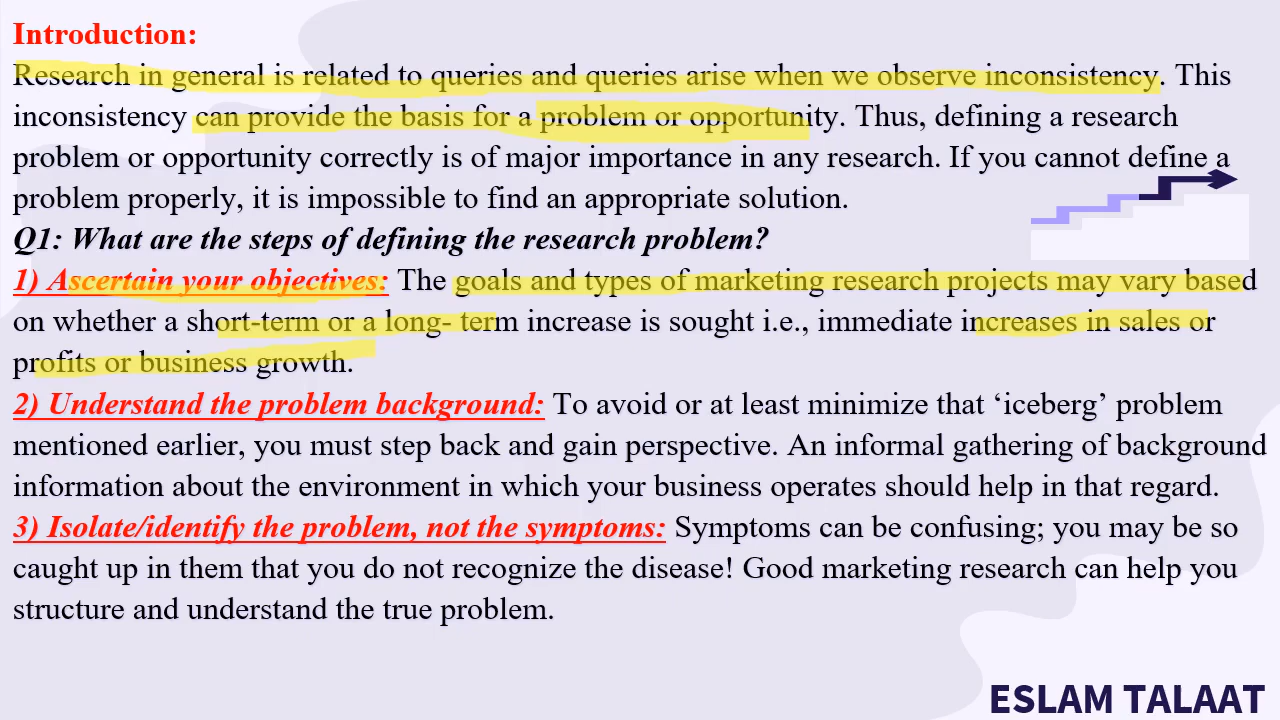 Introduction:
Research in general is related to queries and queries arise when we observe inconsistency. This
inconsistency can provide the basis for a problem or opportunity. Thus, defining a research
problem or opportunity correctly is of major importance in any research. If you cannot define a
problem properly, it is impossible to find an appropriate solution.
Q1: What are the steps of defining the research problem?
1) Ascertain your objectives: The goals and types of marketing research projects may vary based
on whether a short-term or a long- term increase is sought i.e., immediate increases in sales or
profits or business growth.
2) Understand the problem background: To avoid or at least minimize that ‘iceberg’ problem
mentioned earlier, you must step back and gain perspective. An informal gathering of background
information about the environment in which your business operates should help in that regard.
3) Isolate/identify the problem, not the symptoms: Symptoms can be confusing; you may be so
caught up in them that you do not recognize the disease! Good marketing research can help you
structure and understand the true problem.
ESLAM TALAAT